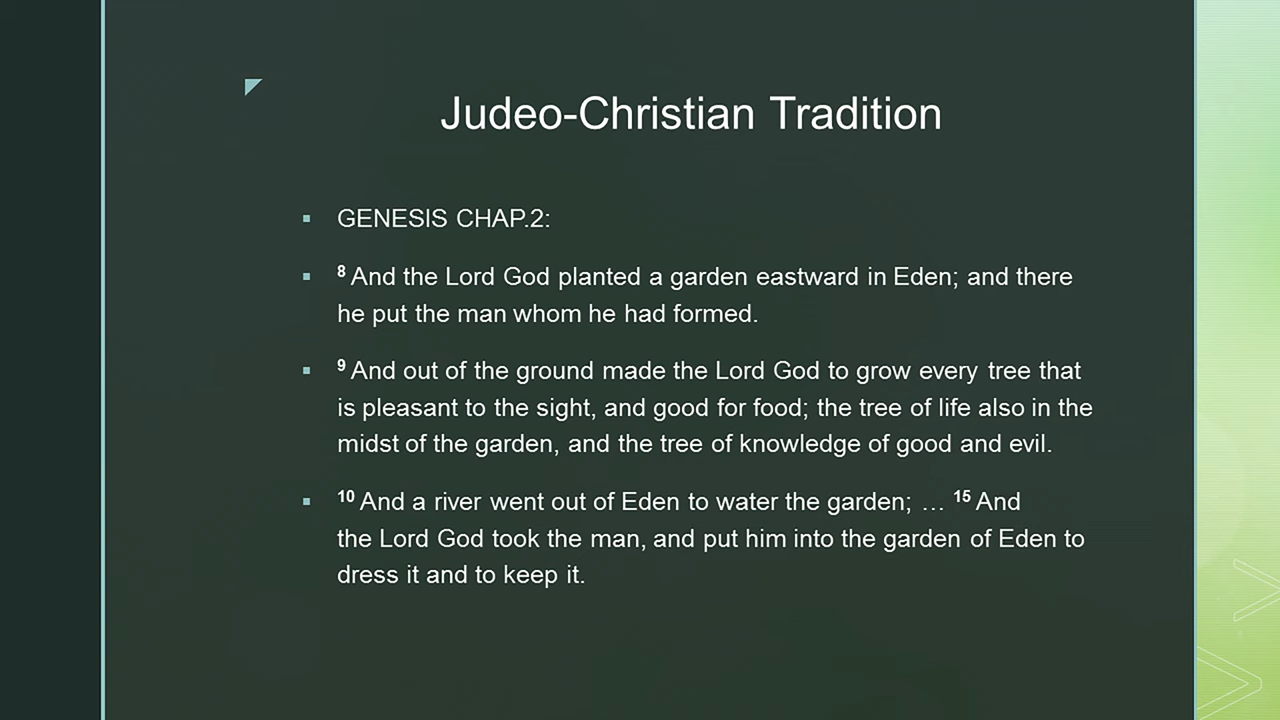 Judeo-Christian Tradition
GENESIS CHAP.2:
8 And the Lord God planted a garden eastward in Eden; and there
he put the man whom he had formed.
9 And out of the ground made the Lord God to grow every tree that
is pleasant to the sight, and good for food; the tree of life also in the
midst of the garden, and the tree of knowledge of good and evil.
10 And a river went out of Eden to water the garden; … 15 And
the Lord God took the man, and put him into the garden of Eden to
dress it and to keep it.